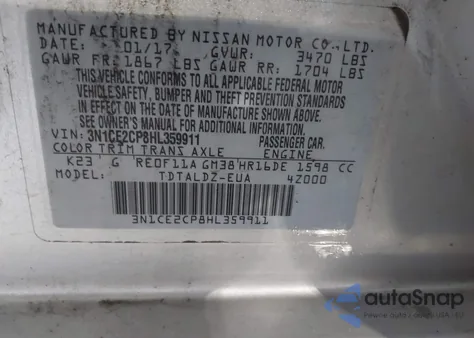 MANUFACTURED BY NISSAN MOTOR CO., LTD.
DATE: 01/17 GVWR: 3470 LBS
GAWR FR: 1867 LBS GAWR RR: 1704 LBS
THIS VEHICLE CONFORMS TO ALL APPLICABLE FEDERAL MOTOR
VEHICLE SAFETY, BUMPER AND THEFT PREVENTION STANDARDS
IN EFFECT ON THE DATE OF MANUFACTURE SHOWN ABOVE.
SEE OWNER'S MANUAL FOR ADDITIONAL INFORMATION
VIN: 3N1CE2CP8HL359911 PASSENGER CAR.
COLOR TRIM TRANS AXLE ENGINE
K23 G RE0F11A GM38 HR16DE 1598 CC
MODEL: TDTALDZ-EUA 4Z000
3N1CE2CP8HL359911
autoSnap